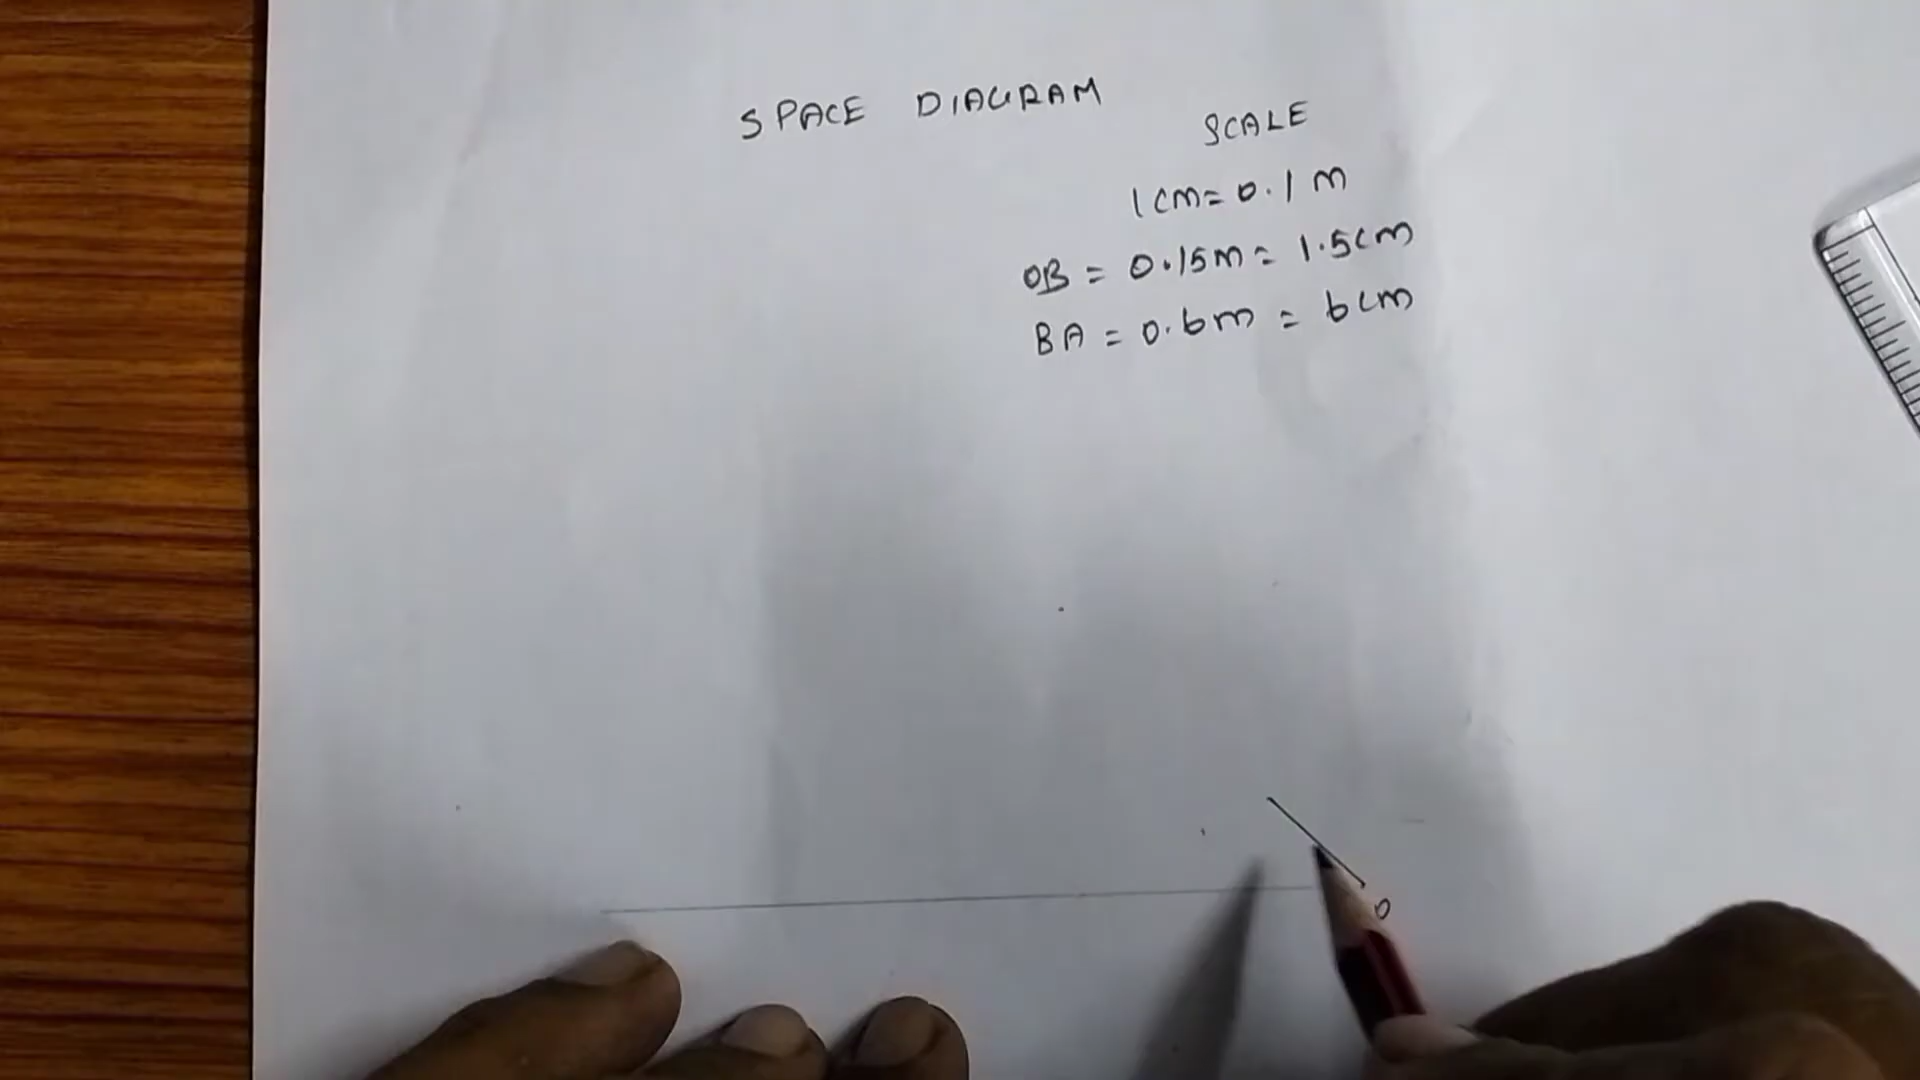 SPACE DIAGRAM
SCALE
1cm = 0.1 m
OB = 0.15m = 1.5cm
BA = 0.6m = 6cm
O